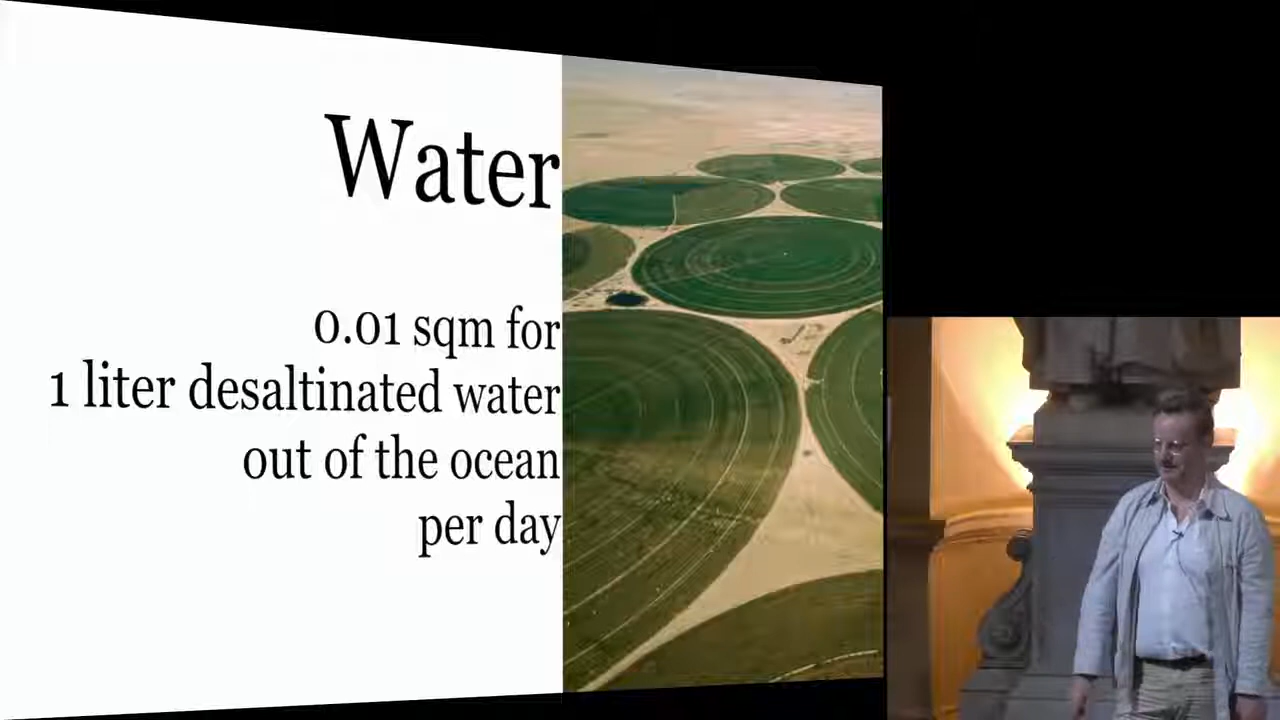 Water
0.01 sqm for
1 liter desaltinated water
out of the ocean
per day